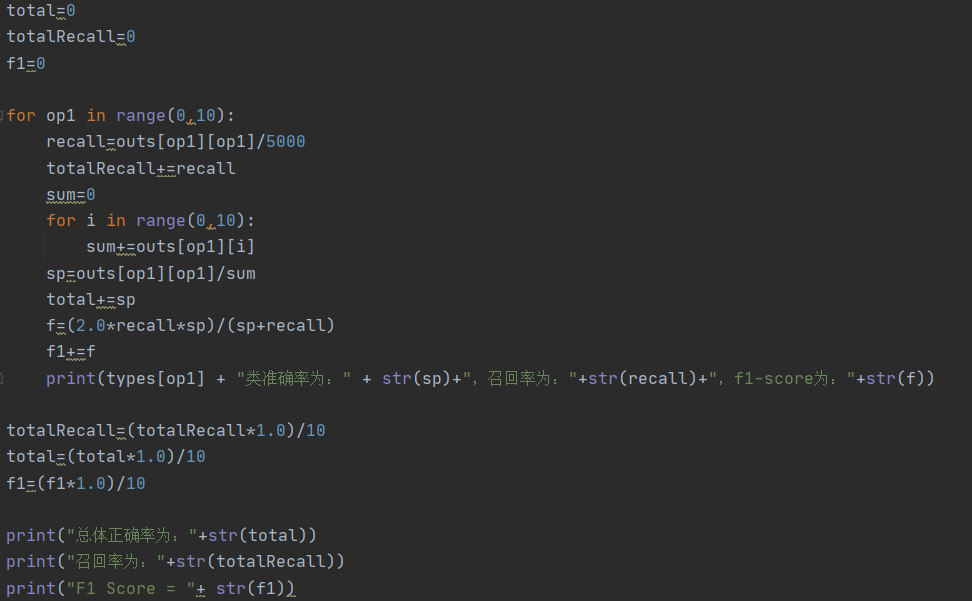 total=0
totalRecall=0
f1=0
for op1 in range(0,10):
    recall=outs[op1][op1]/5000
    totalRecall+=recall
    sum=0
    for i in range(0,10):
        sum+=outs[op1][i]
    sp=outs[op1][op1]/sum
    total+=sp
    f=(2.0*recall*sp)/(sp+recall)
    f1+=f
    print(types[op1] + "类准确率为：" + str(sp)+"，召回率为："+str(recall)+"，f1-score为："+str(f))
totalRecall=(totalRecall*1.0)/10
total=(total*1.0)/10
f1=(f1*1.0)/10
print("总体正确率为："+str(total))
print("召回率为："+str(totalRecall))
print("F1 Score = "+ str(f1))